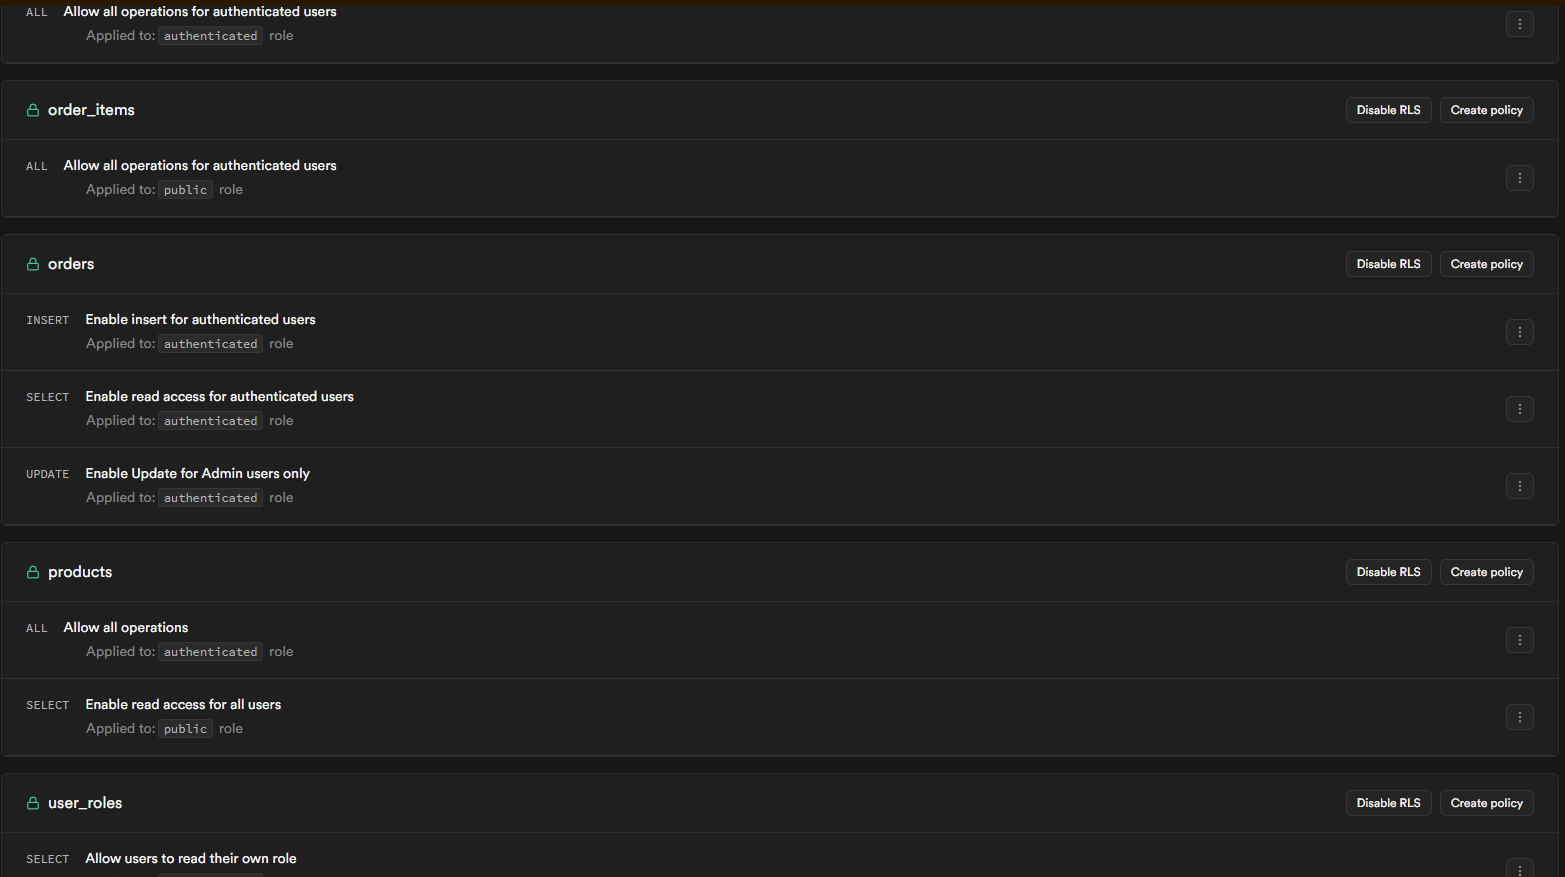 ALL Allow all operations for authenticated users
Applied to: authenticated role
order_items Disable RLS Create policy
ALL Allow all operations for authenticated users
Applied to: public role
orders Disable RLS Create policy
INSERT Enable insert for authenticated users
Applied to: authenticated role
SELECT Enable read access for authenticated users
Applied to: authenticated role
UPDATE Enable Update for Admin users only
Applied to: authenticated role
products Disable RLS Create policy
ALL Allow all operations
Applied to: authenticated role
SELECT Enable read access for all users
Applied to: public role
user_roles Disable RLS Create policy
SELECT Allow users to read their own role